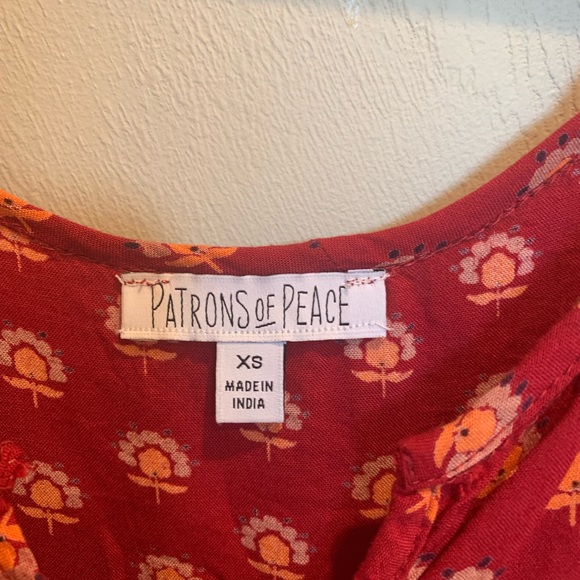 PATRONS OF PEACE
XS
MADE IN
INDIA